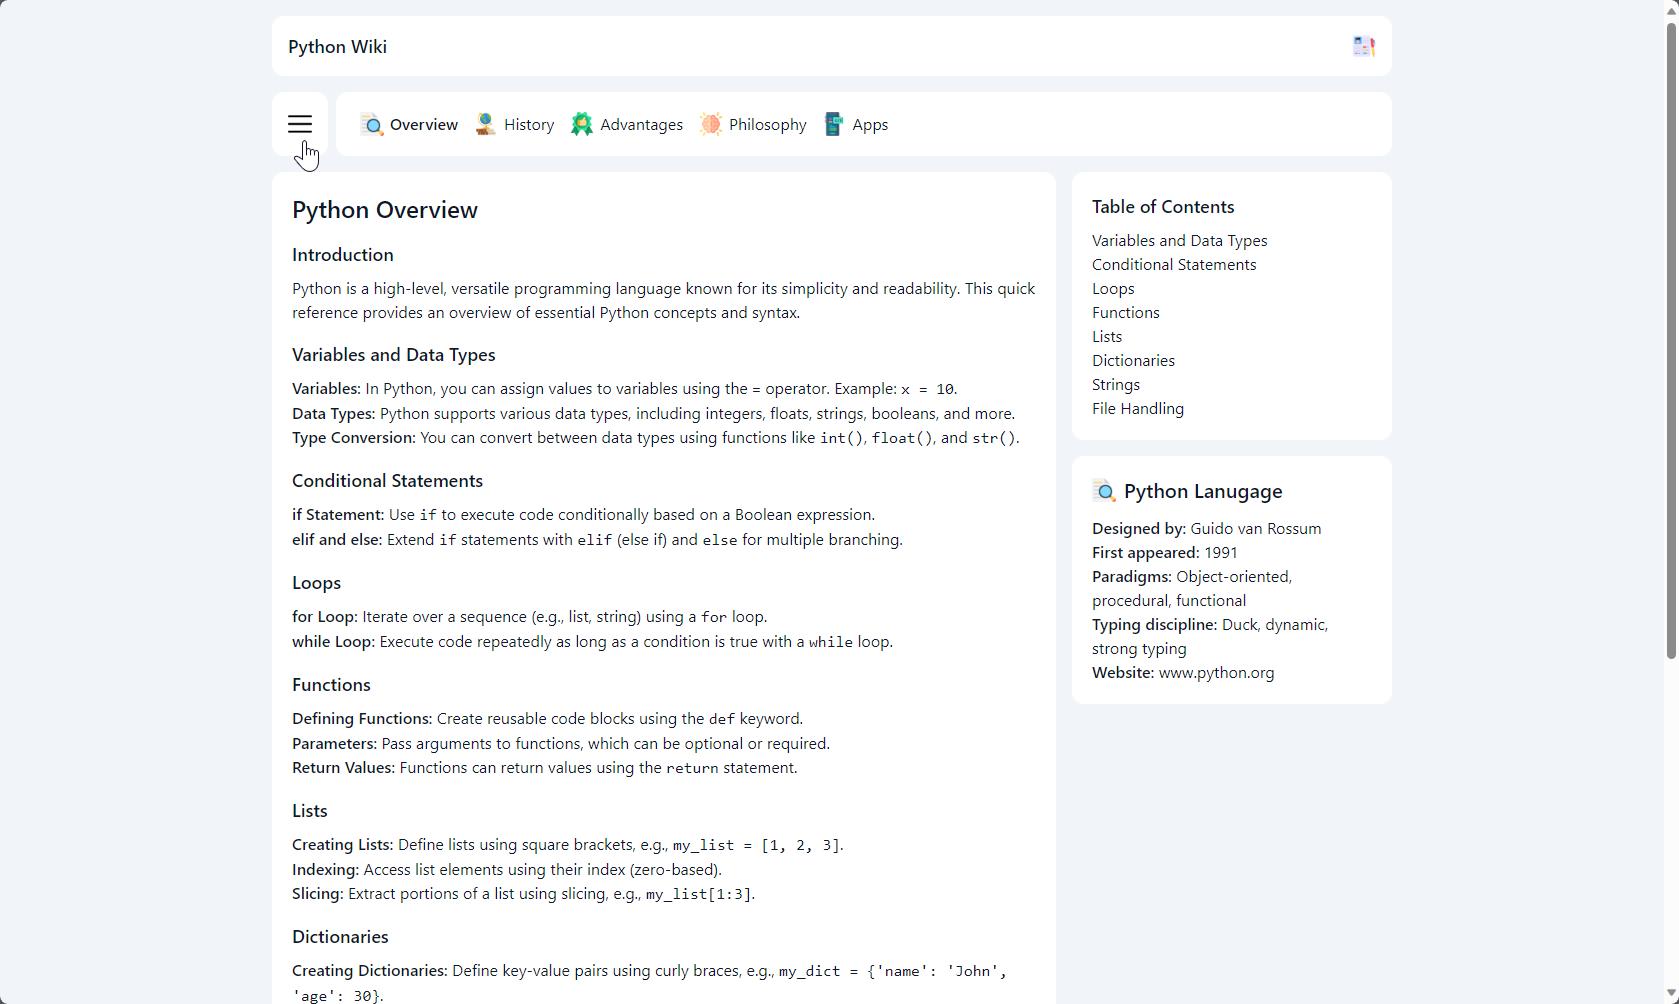 Python Wiki
Overview
History
Advantages
Philosophy
Apps
Python Overview
Introduction
Python is a high-level, versatile programming language known for its simplicity and readability. This quick
reference provides an overview of essential Python concepts and syntax.
Variables and Data Types
Variables: In Python, you can assign values to variables using the = operator. Example: x = 10.
Data Types: Python supports various data types, including integers, floats, strings, booleans, and more.
Type Conversion: You can convert between data types using functions like int(), float(), and str().
Conditional Statements
if Statement: Use if to execute code conditionally based on a Boolean expression.
elif and else: Extend if statements with elif (else if) and else for multiple branching.
Loops
for Loop: Iterate over a sequence (e.g., list, string) using a for loop.
while Loop: Execute code repeatedly as long as a condition is true with a while loop.
Functions
Defining Functions: Create reusable code blocks using the def keyword.
Parameters: Pass arguments to functions, which can be optional or required.
Return Values: Functions can return values using the return statement.
Lists
Creating Lists: Define lists using square brackets, e.g., my_list = [1, 2, 3].
Indexing: Access list elements using their index (zero-based).
Slicing: Extract portions of a list using slicing, e.g., my_list[1:3].
Dictionaries
Creating Dictionaries: Define key-value pairs using curly braces, e.g., my_dict = {'name': 'John',
'age': 30}.
Table of Contents
Variables and Data Types
Conditional Statements
Loops
Functions
Lists
Dictionaries
Strings
File Handling
Python Lanugage
Designed by: Guido van Rossum
First appeared: 1991
Paradigms: Object-oriented,
procedural, functional
Typing discipline: Duck, dynamic,
strong typing
Website: www.python.org